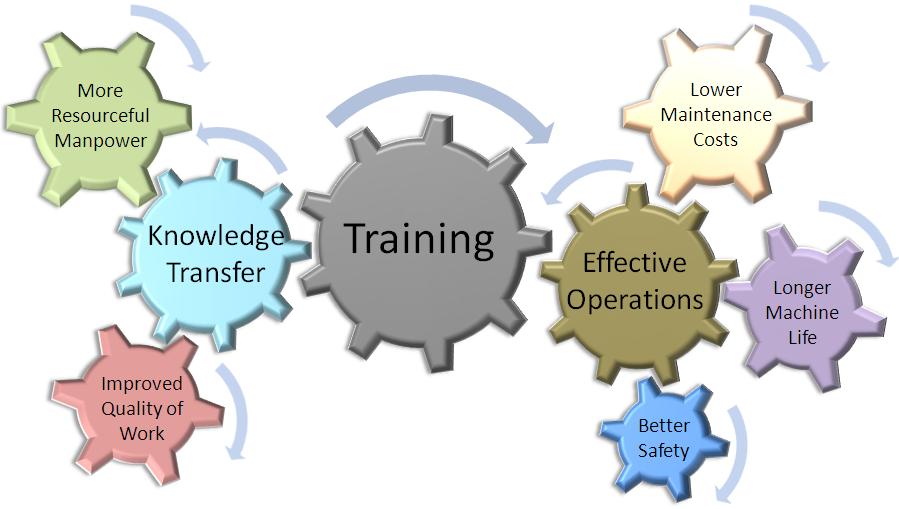 More
Resourceful
Manpower
Knowledge
Transfer
Improved
Quality of
Work
Training
Effective
Operations
Lower
Maintenance
Costs
Longer
Machine
Life
Better
Safety